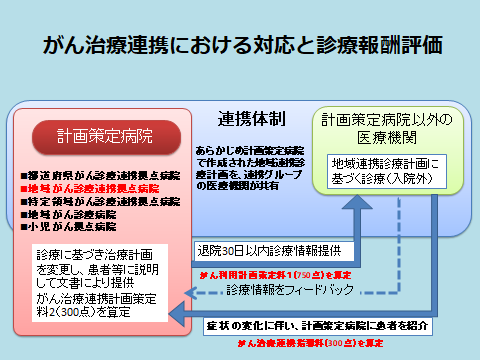 がん治療連携における対応と診療報酬評価
計画策定病院
■都道府県がん診療連携拠点病院
■地域がん診療連携拠点病院
■特定領域がん診療連携拠点病院
■地域がん診療病院
■小児がん拠点病院
診療に基づき治療計画
を変更し、患者等に説明
して文書により提供
がん治療連携計画策定
料2(300点)を算定
連携体制
あらかじめ計画策定病院
で作成された地域連携診
療計画を、連携グループ
の医療機関が共有
計画策定病院以外の
医療機関
地域連携診療計画に
基づく診療(入院外)
退院30日以内診療情報提供
がん利用計画策定料1(750点)を算定
診療情報をフィードバック
症状の変化に伴い、計画策定病院に患者を紹介
がん治療連携指導料(300点)を算定